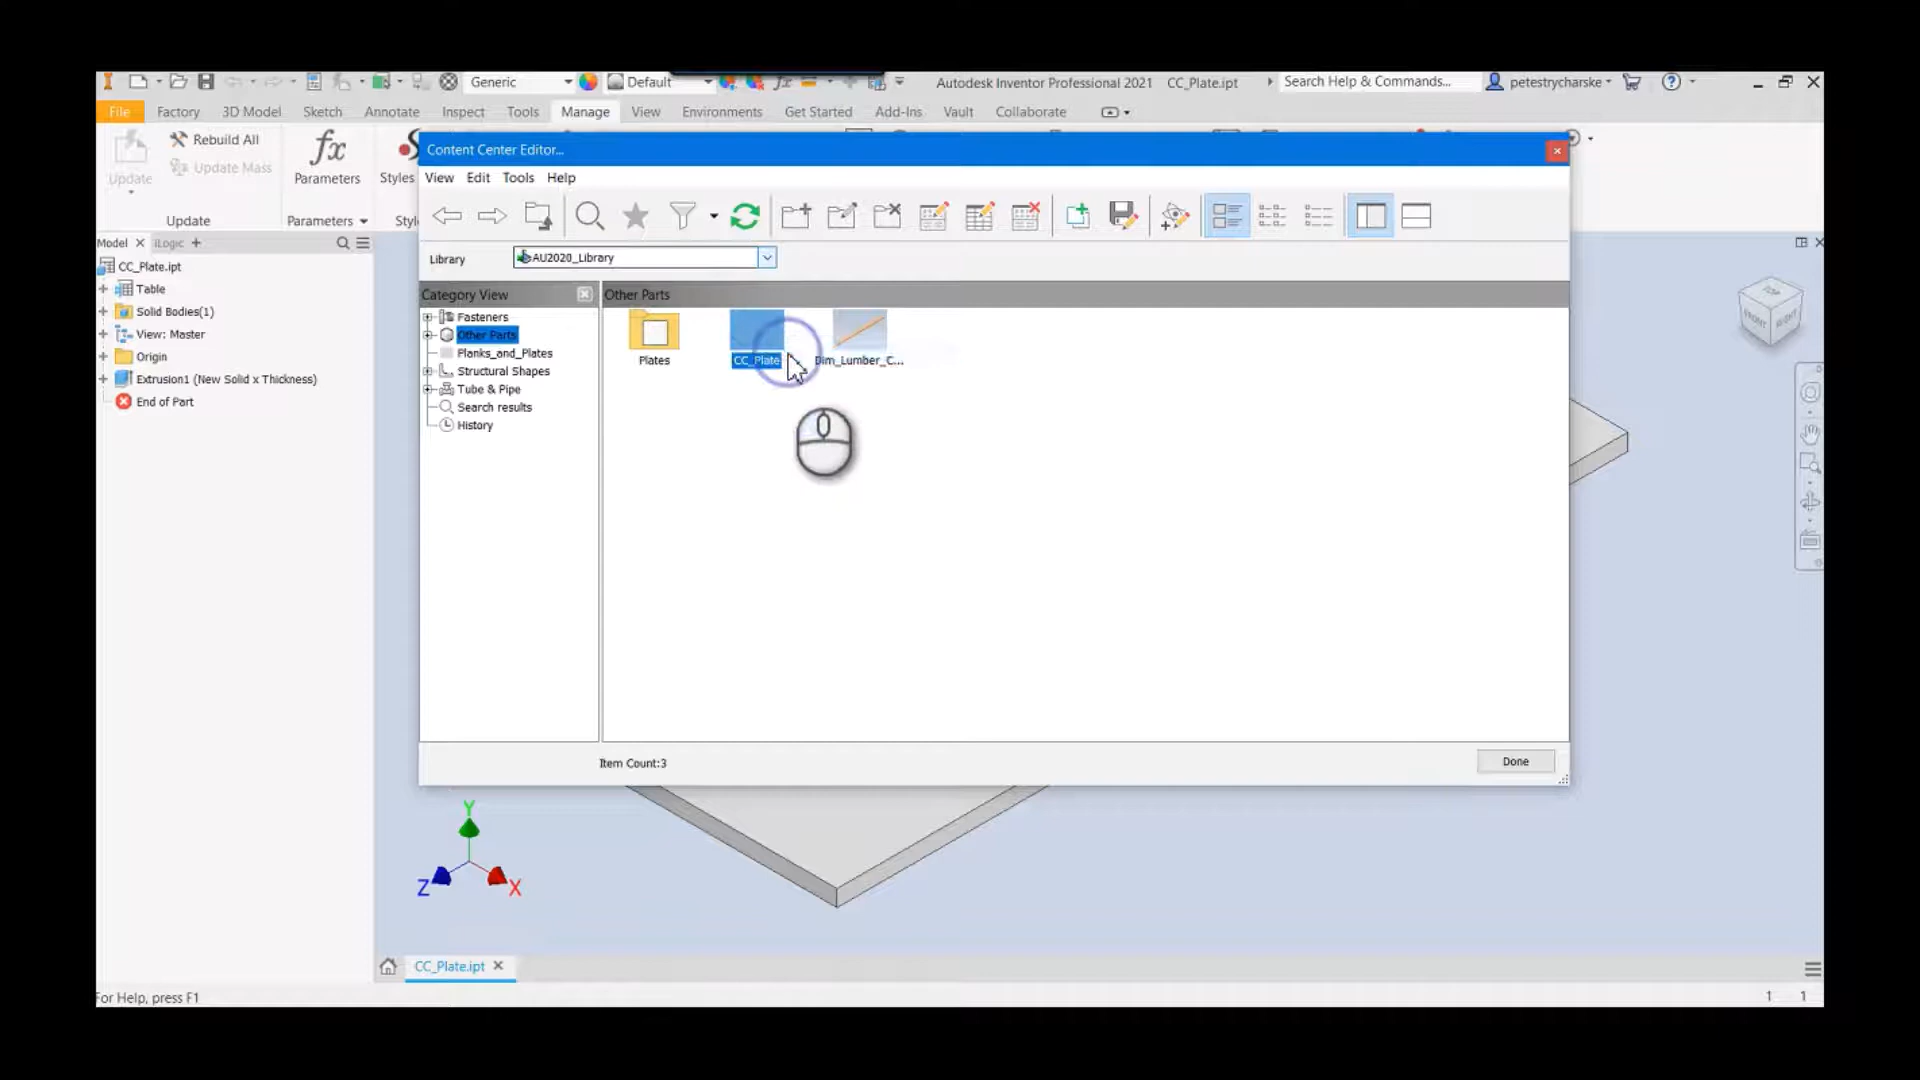 Generic
Default
fx
Autodesk Inventor Professional 2021 CC_Plate.ipt
Search Help & Commands...
petestrycharske
File Factory 3D Model Sketch Annotate Inspect Tools Manage View Environments Get Started Add-Ins Vault Collaborate
Update
Rebuild All
Update Mass
Update
fx
Parameters
Parameters
Styles
Content Center Editor...
View Edit Tools Help
Library
AU2020_Library
Model iLogic
CC_Plate.ipt
Table
Solid Bodies(1)
View: Master
Origin
Extrusion1 (New Solid x Thickness)
End of Part
Category View
Fasteners
Other Parts
Planks_and_Plates
Structural Shapes
Tube & Pipe
Search results
History
Other Parts
Plates
CC_Plate
Dim_Lumber_C...
Item Count:3
Done
TOP
FRONT
RIGHT
Y
Z
X
CC_Plate.ipt
For Help, press F1
1 1